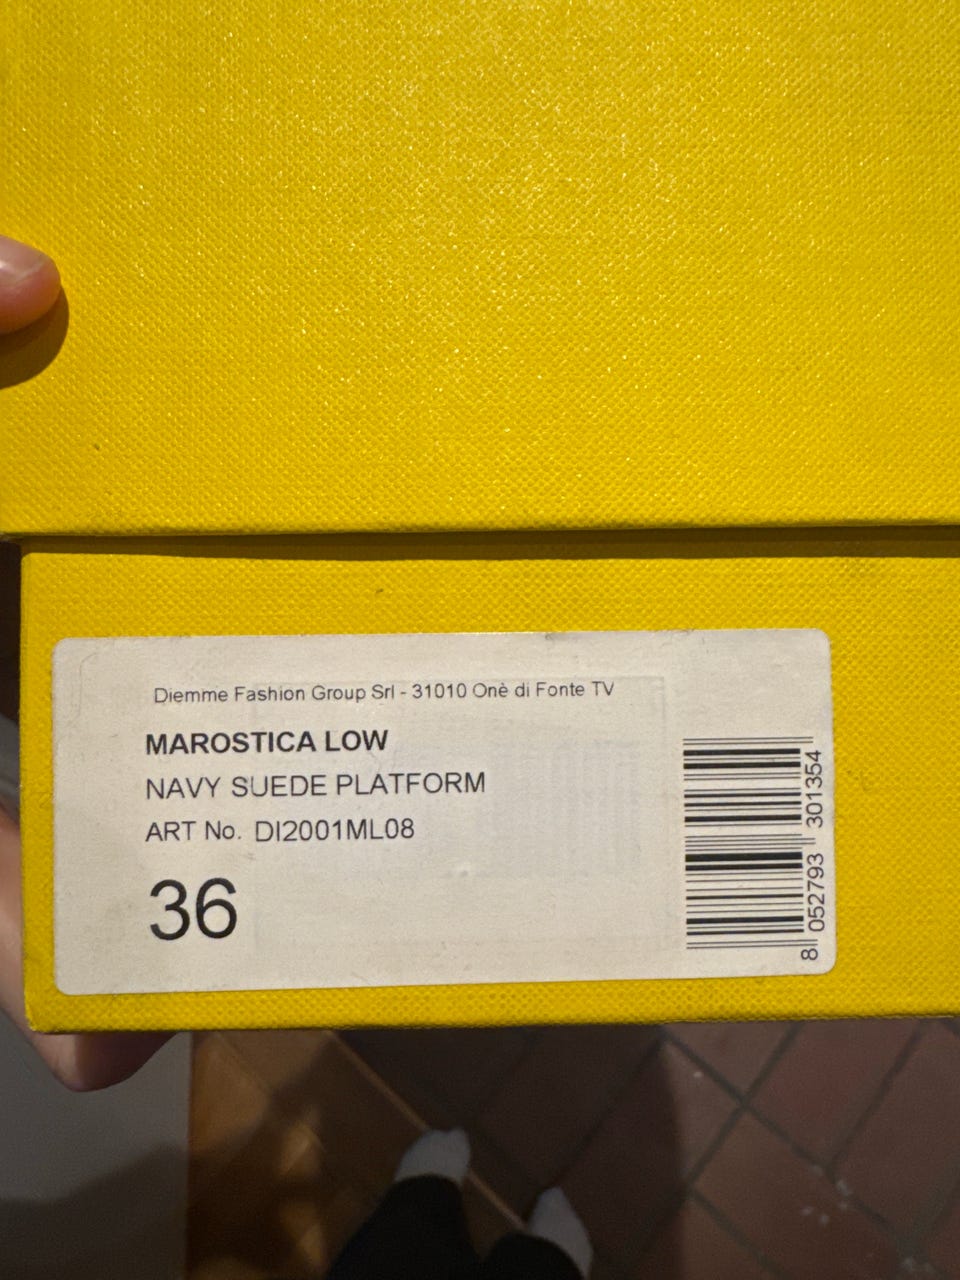 Diemme Fashion Group Srl - 31010 Onè di Fonte TV
MAROSTICA LOW
NAVY SUEDE PLATFORM
ART No. DI2001ML08
36
8 052793 301354